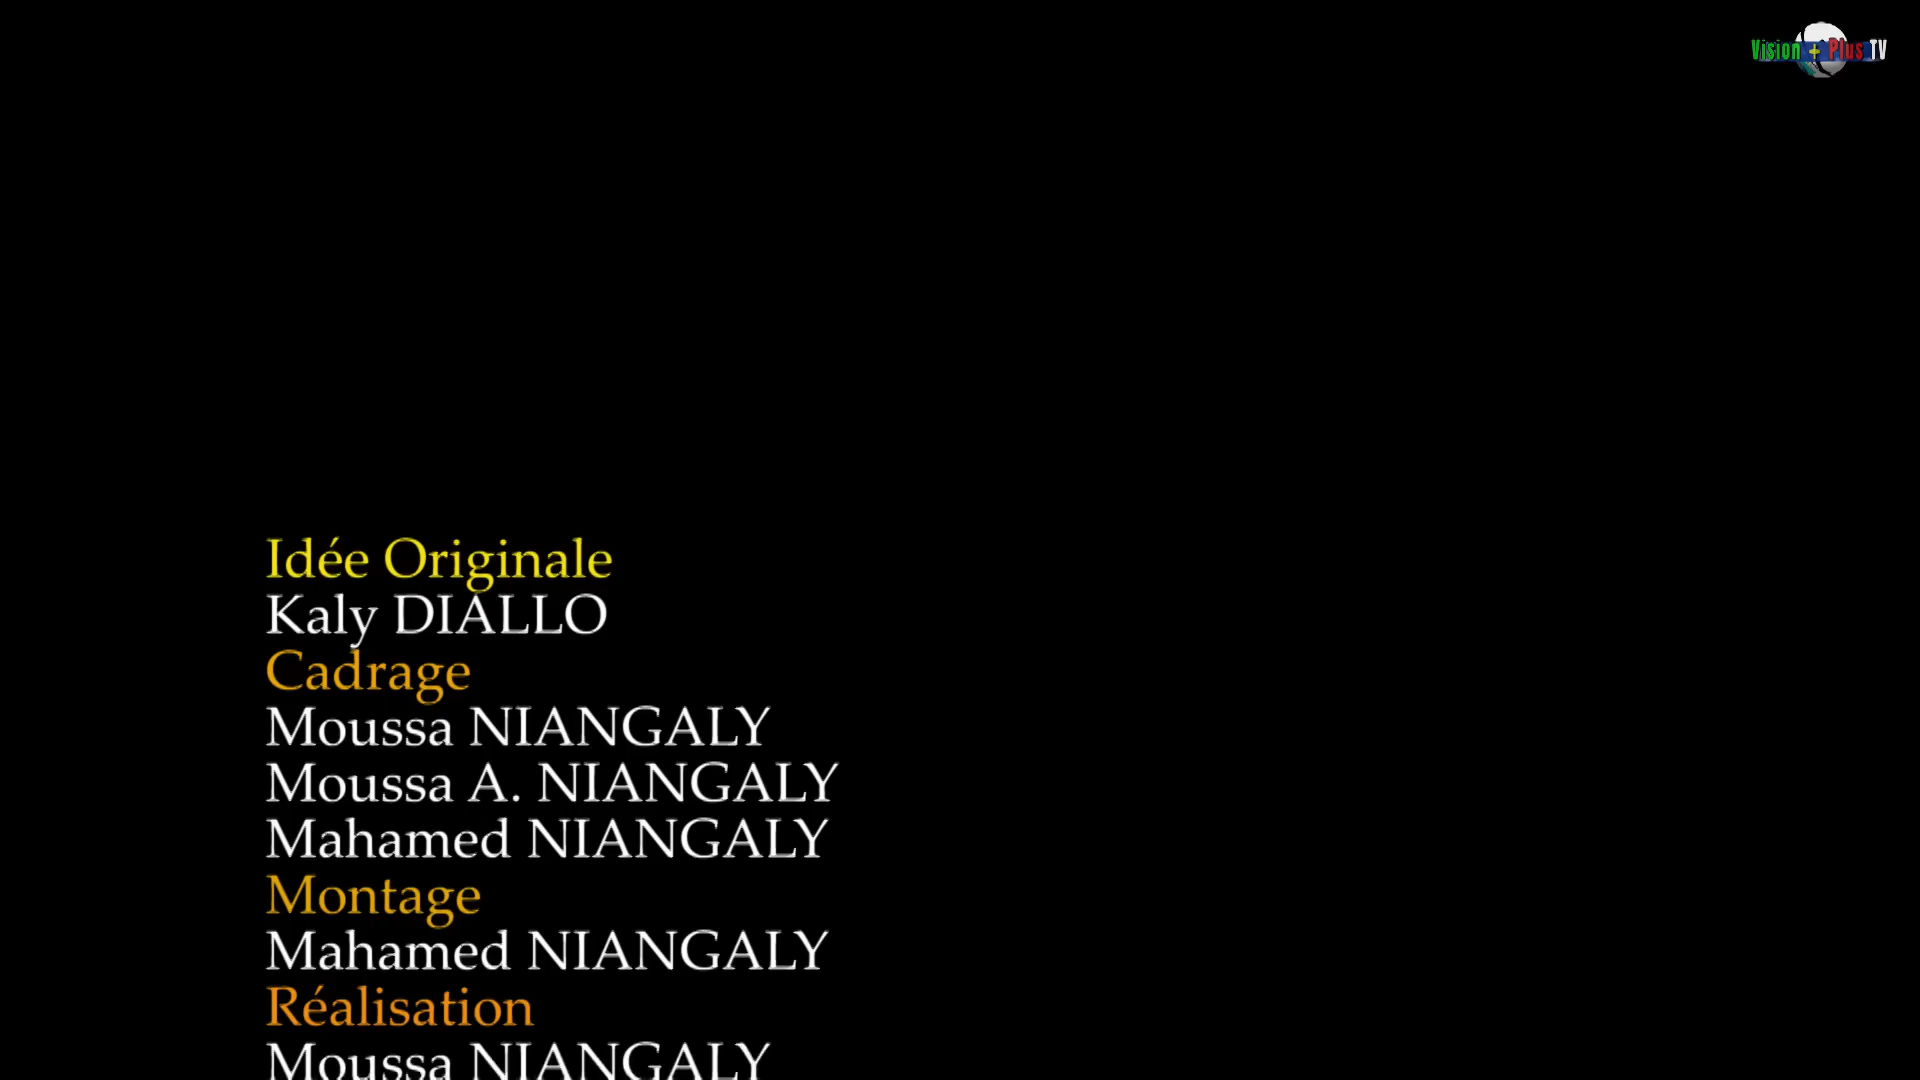 Vision + Plus TV
Idée Originale
Kaly DIALLO
Cadrage
Moussa NIANGALY
Moussa A. NIANGALY
Mahamed NIANGALY
Montage
Mahamed NIANGALY
Réalisation
Moussa NIANGALY